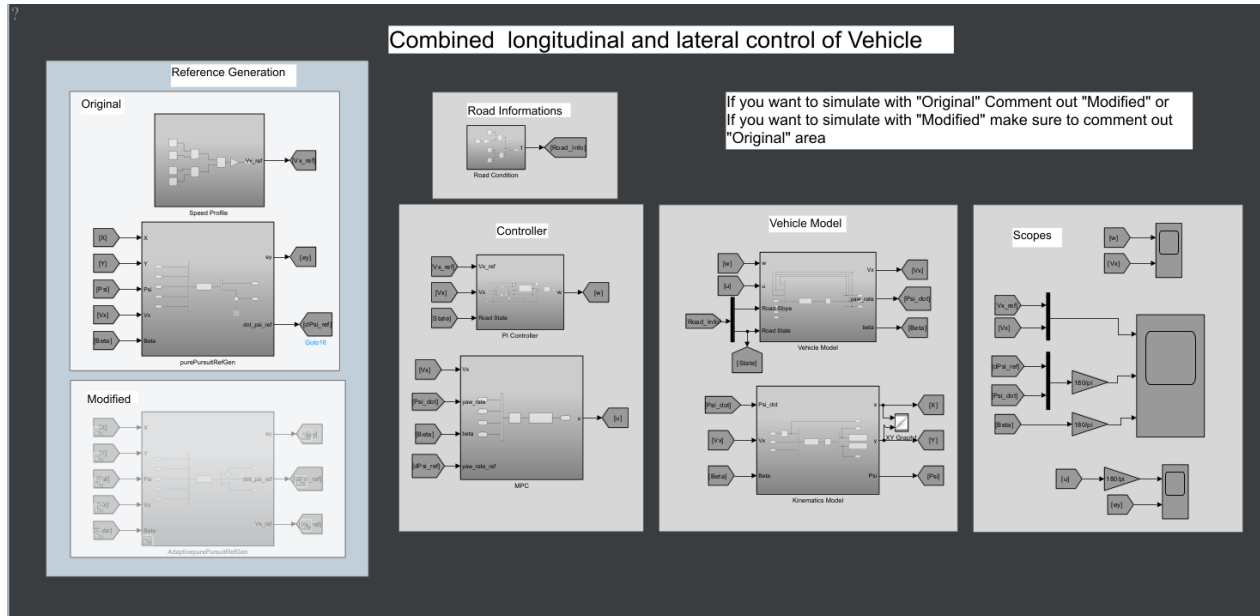 ?
Combined longitudinal and lateral control of Vehicle
Reference Generation
Original
Vx_ref
[Vx_ref]
Speed Profile
[X]
X
[Y]
Y
[Psi]
Psi
[Vx]
Vx
[Beta]
Beta
ey
[ey]
dot_psi_ref
[dPsi_ref]
Goto16
purePursuitRefGen
Modified
X
Y
Psi
Vx
Beta
ey
dot_psi_ref
Vx_ref
AdaptivepurePursuitRefGen
Road Informations
[Road_Info]
Road Condition
If you want to simulate with "Original" Comment out "Modified" or
If you want to simulate with "Modified" make sure to comment out
"Original" area
Controller
[Vx_ref]
Vx_ref
[Vx]
Vx
[State]
Road State
w
[w]
PI Controller
[Vx]
Vx
[Psi_dot]
yaw_rate
[Beta]
beta
[dPsi_ref]
yaw_rate_ref
u
[u]
MPC
Vehicle Model
[w]
w
[u]
u
[Road_Info]
Road Slope
Road State
[State]
Vx
[Vx]
yaw_rate
[Psi_dot]
beta
[Beta]
Vehicle Model
[Psi_dot]
Psi_dot
[Vx]
Vx
[Beta]
Beta
x
[X]
XY Graph1
y
[Y]
Psi
[Psi]
Kinematics Model
Scopes
[w]
[Vx]
[Vx_ref]
[Vx]
[dPsi_ref]
[Psi_dot]
180/pi
[Beta]
180/pi
[u]
180/pi
[ey]